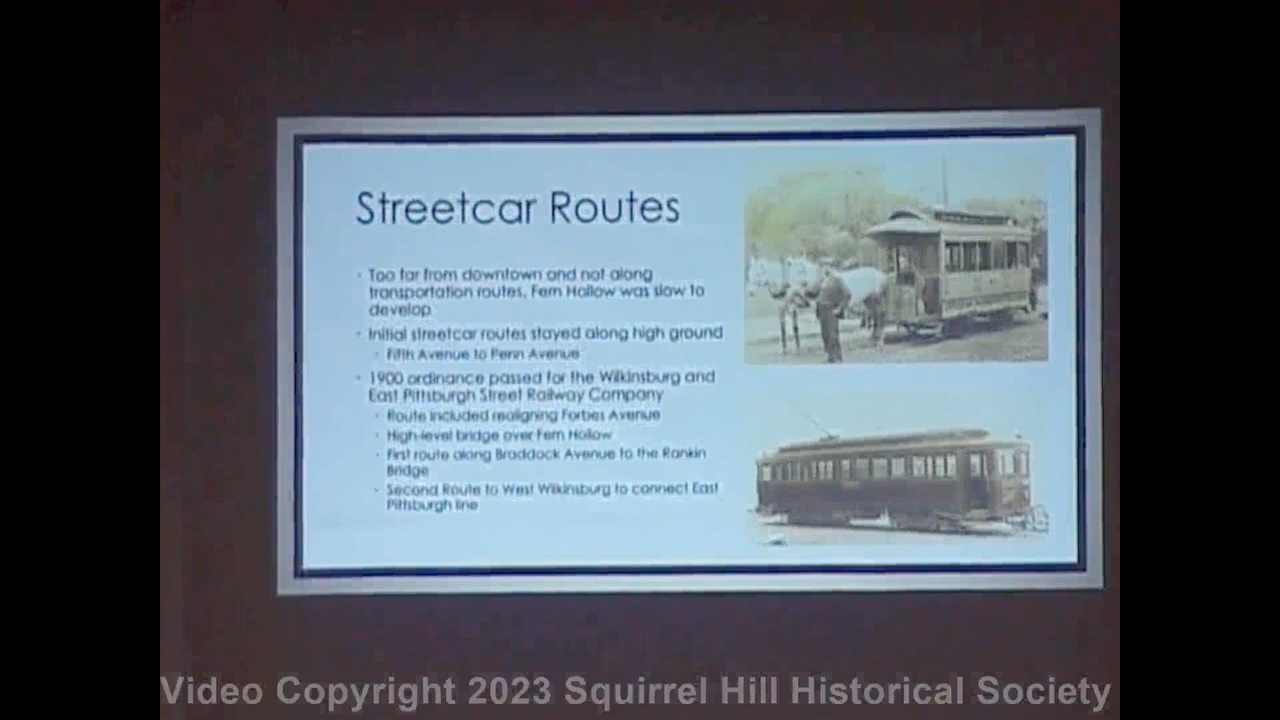 Streetcar Routes
· Too far from downtown and not along
transportation routes, Fern Hollow was slow to
develop
· Initial streetcar routes stayed along high ground
· Fifth Avenue to Penn Avenue
· 1900 ordinance passed for the Wilkinsburg and
East Pittsburgh Street Railway Company
· Route included realigning Forbes Avenue
· High-level bridge over Fern Hollow
· First route along Braddock Avenue to the Rankin
Bridge
· Second Route to West Wilkinsburg to connect East
Pittsburgh line
Video Copyright 2023 Squirrel Hill Historical Society